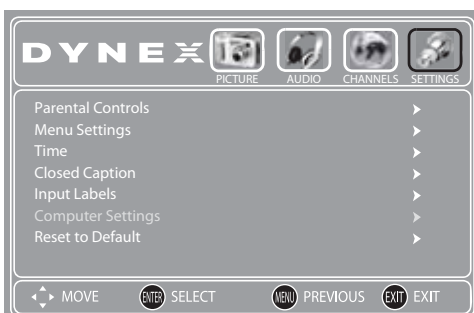 DYNEX
PICTURE AUDIO CHANNELS SETTINGS
Parental Controls
Menu Settings
Time
Closed Caption
Input Labels
Computer Settings
Reset to Default
MOVE ENTER SELECT MENU PREVIOUS EXIT EXIT